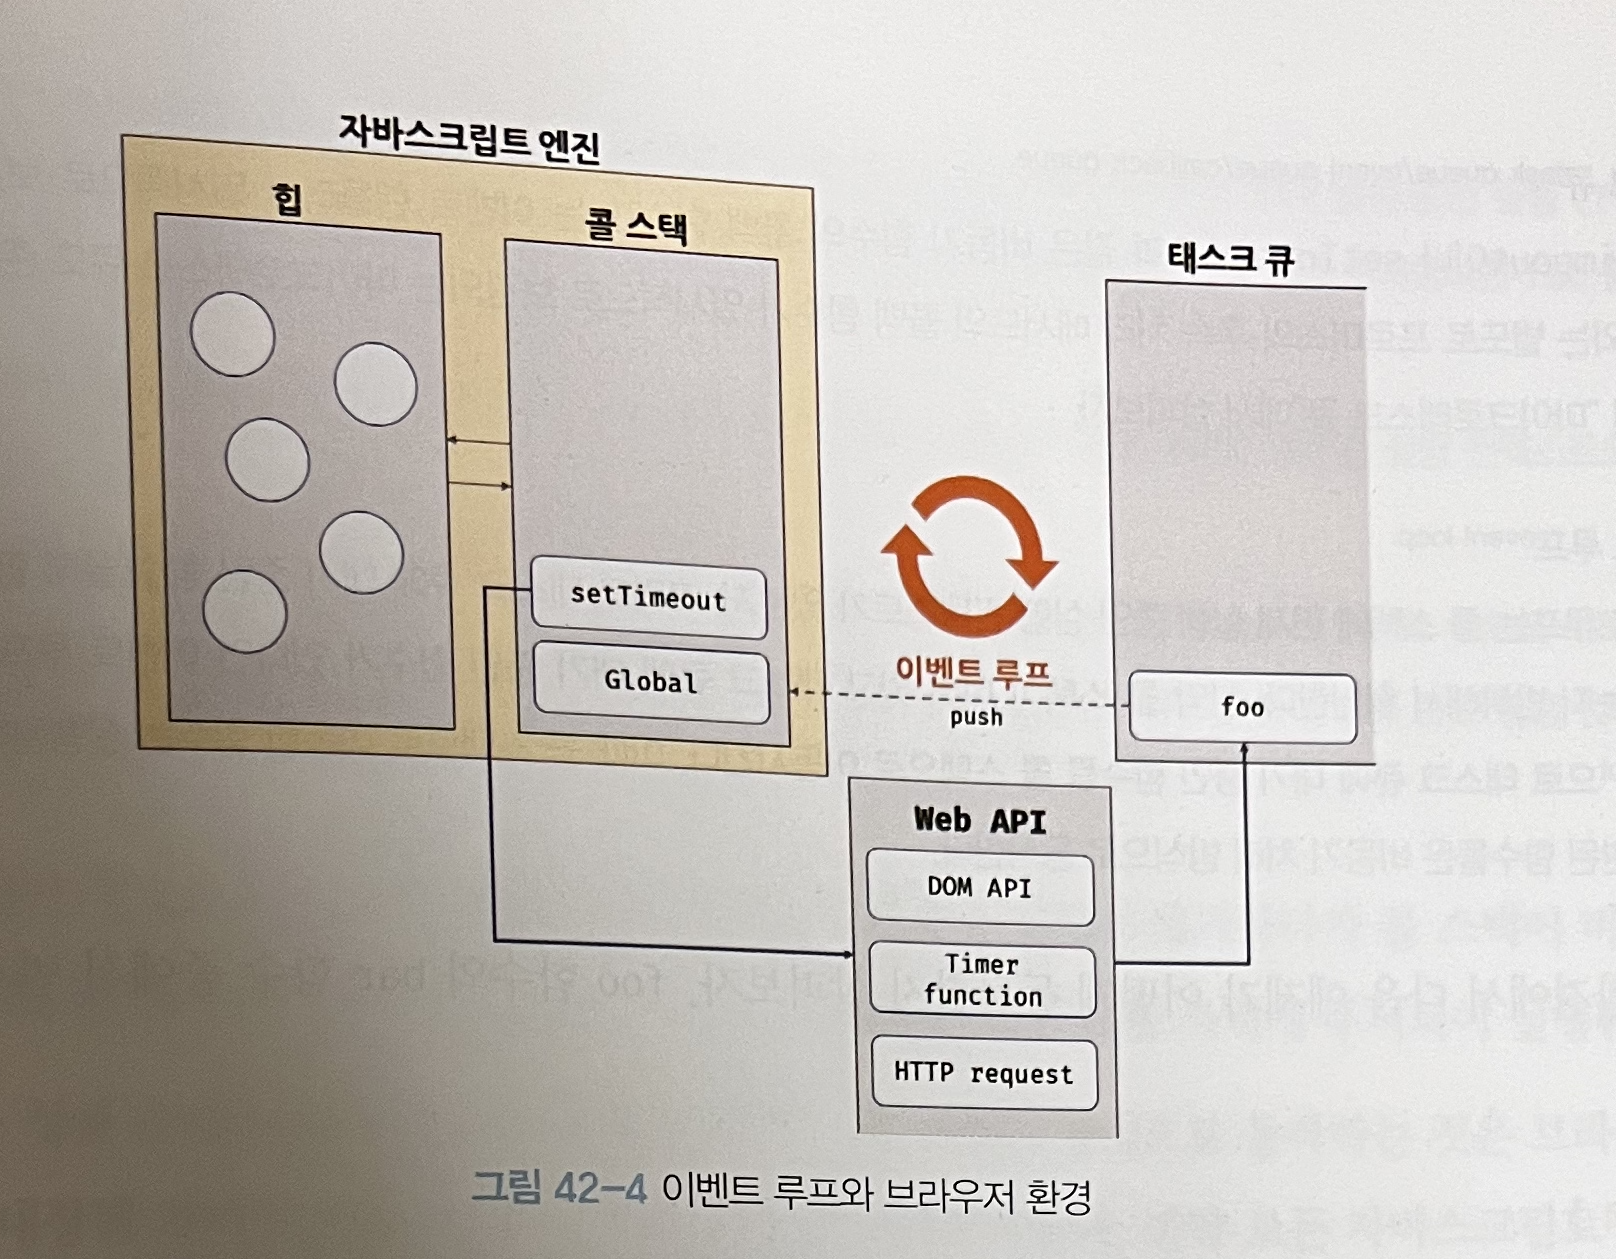 자바스크립트 엔진
힙
콜 스택
태스크 큐
setTimeout
Global
이벤트 루프
push
foo
Web API
DOM API
Timer
function
HTTP request
그림 42-4 이벤트 루프와 브라우저 환경